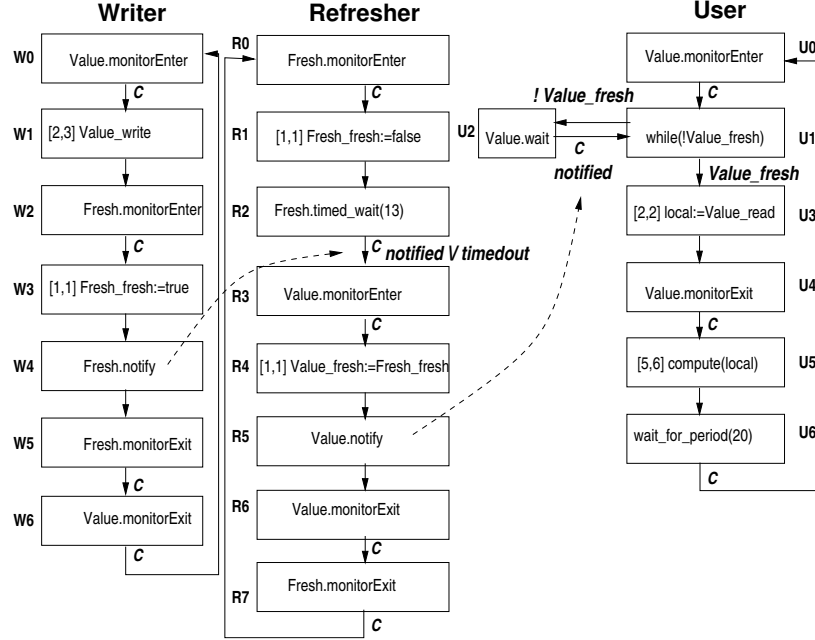 Writer
W0
Value.monitorEnter
C
W1
[2,3] Value_write
W2
Fresh.monitorEnter
C
W3
[1,1] Fresh_fresh:=true
W4
Fresh.notify
W5
Fresh.monitorExit
C
W6
Value.monitorExit
C
Refresher
R0
Fresh.monitorEnter
C
R1
[1,1] Fresh_fresh:=false
R2
Fresh.timed_wait(13)
C
notified V timedout
R3
Value.monitorEnter
C
R4
[1,1] Value_fresh:=Fresh_fresh
R5
Value.notify
R6
Value.monitorExit
C
R7
Fresh.monitorExit
C
User
U0
Value.monitorEnter
C
! Value_fresh
U2
Value.wait
C
notified
while(!Value_fresh)
U1
Value_fresh
[2,2] local:=Value_read
U3
Value.monitorExit
U4
C
[5,6] compute(local)
U5
wait_for_period(20)
U6
C